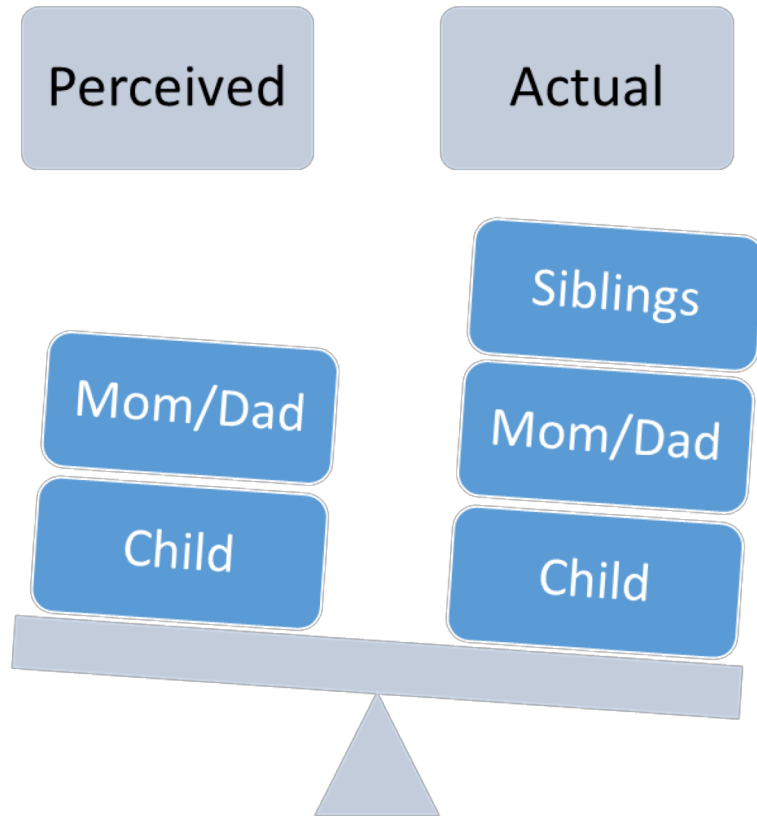 Perceived
Actual
Siblings
Mom/Dad
Mom/Dad
Child
Child